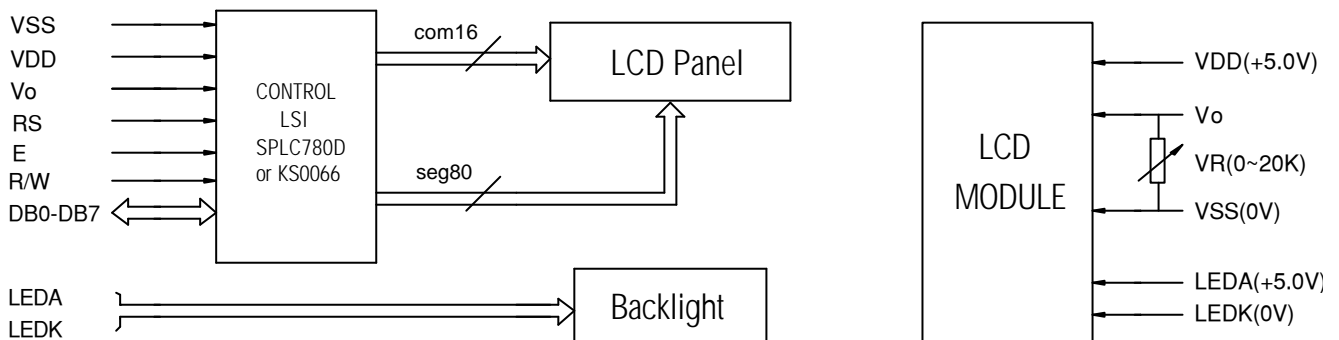 VSS
VDD
Vo
RS
E
R/W
DB0-DB7
CONTROL
LSI
SPLC780D
or KS0066
com16
seg80
LCD Panel
LEDA
LEDK
Backlight
LCD
MODULE
VDD(+5.0V)
Vo
VR(0~20K)
VSS(0V)
LEDA(+5.0V)
LEDK(0V)